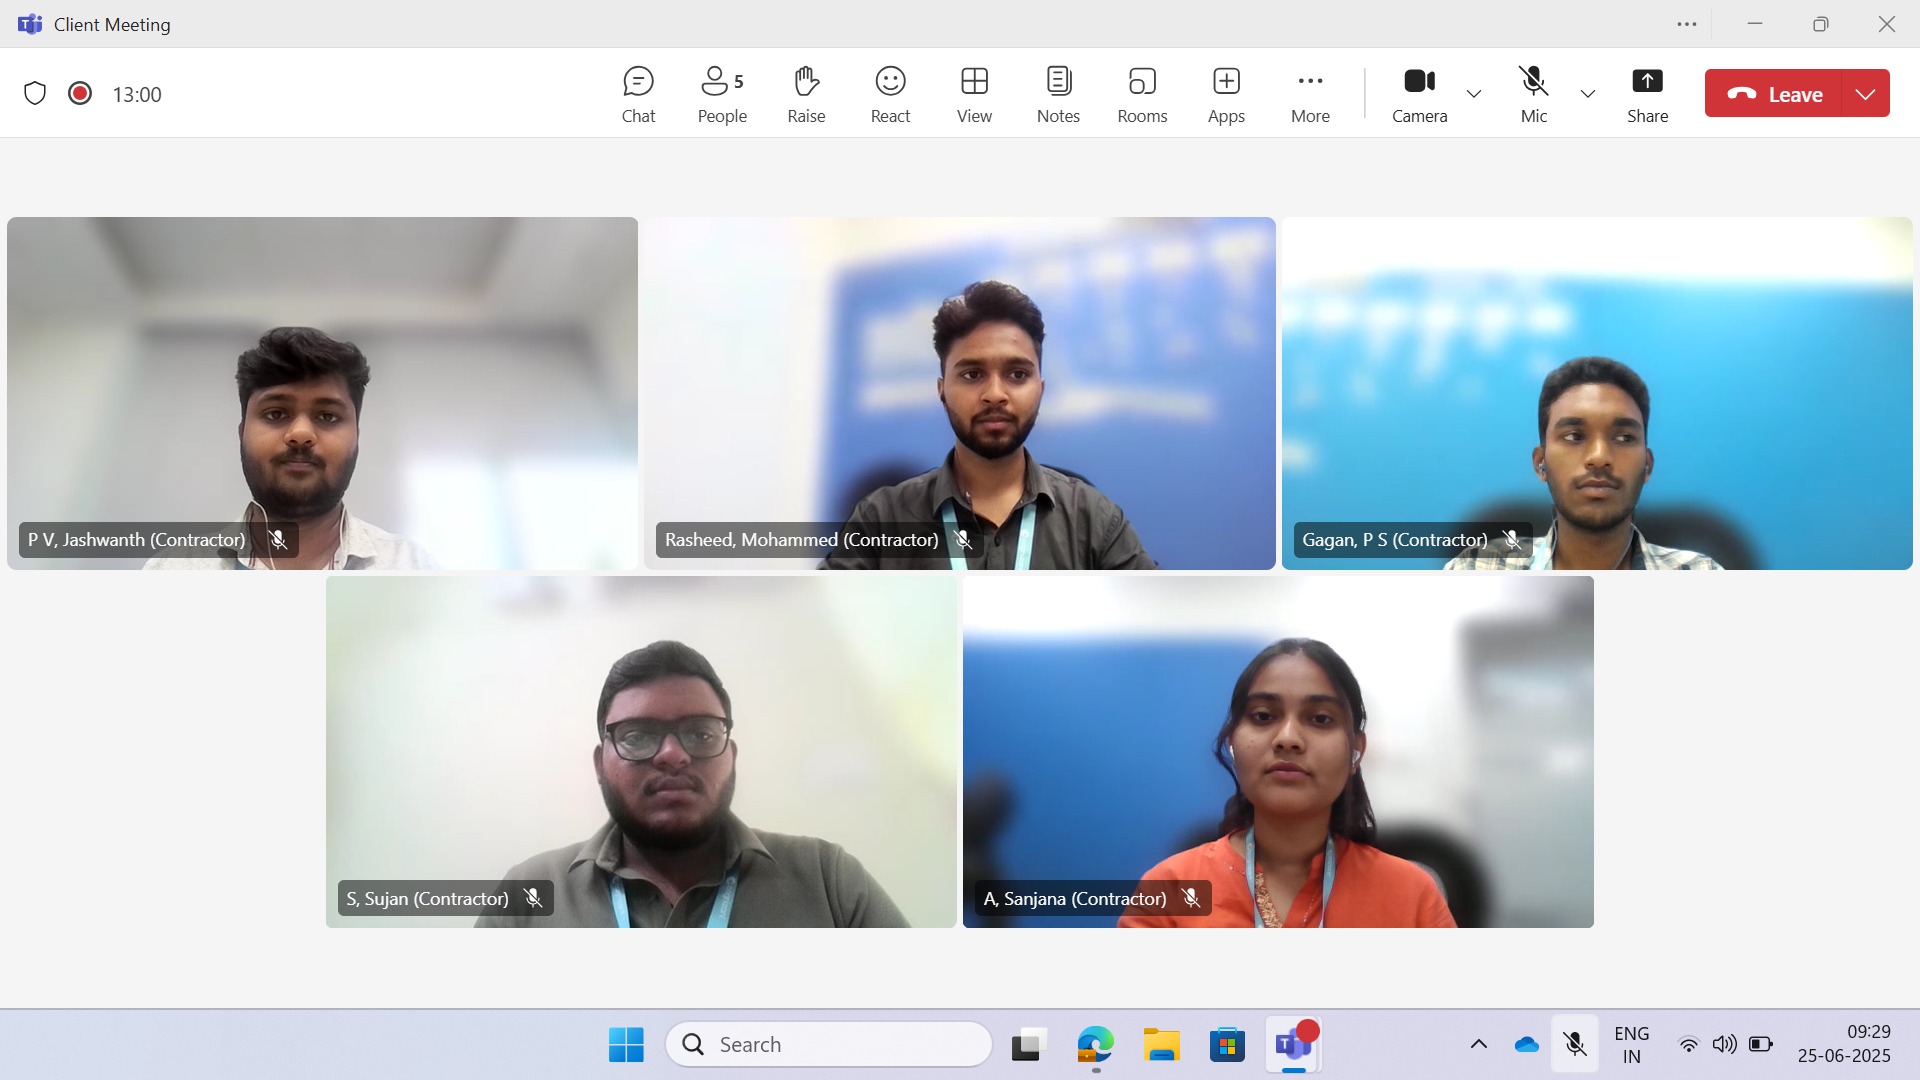 Client Meeting
13:00
Chat
5
People
Raise
React
View
Notes
Rooms
Apps
More
Camera
Mic
Share
Leave
P V, Jashwanth (Contractor)
Rasheed, Mohammed (Contractor)
Gagan, P S (Contractor)
S, Sujan (Contractor)
A, Sanjana (Contractor)
Search
ENG
IN
09:29
25-06-2025